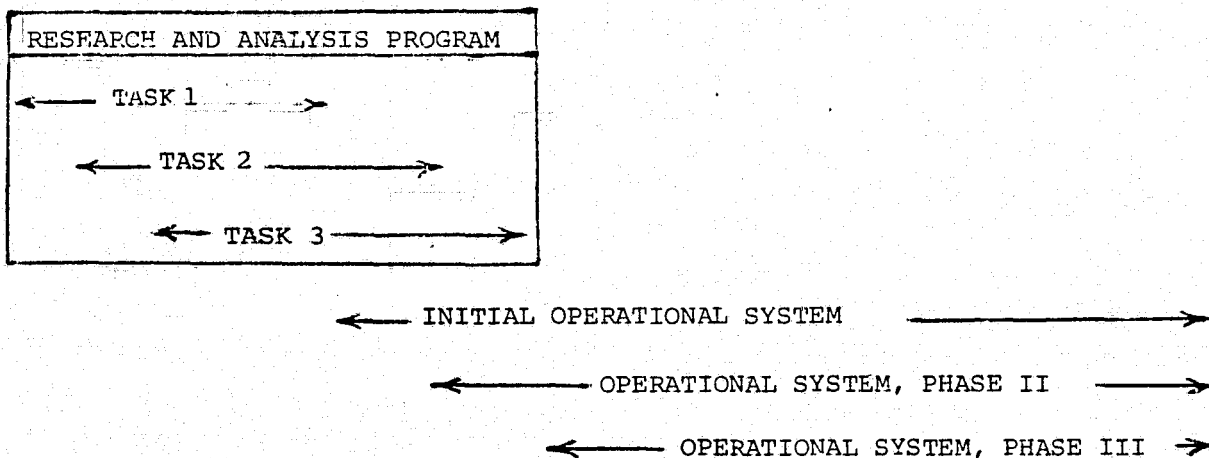 RESEARCH AND ANALYSIS PROGRAM
TASK 1
TASK 2
TASK 3
INITIAL OPERATIONAL SYSTEM
OPERATIONAL SYSTEM, PHASE II
OPERATIONAL SYSTEM, PHASE III